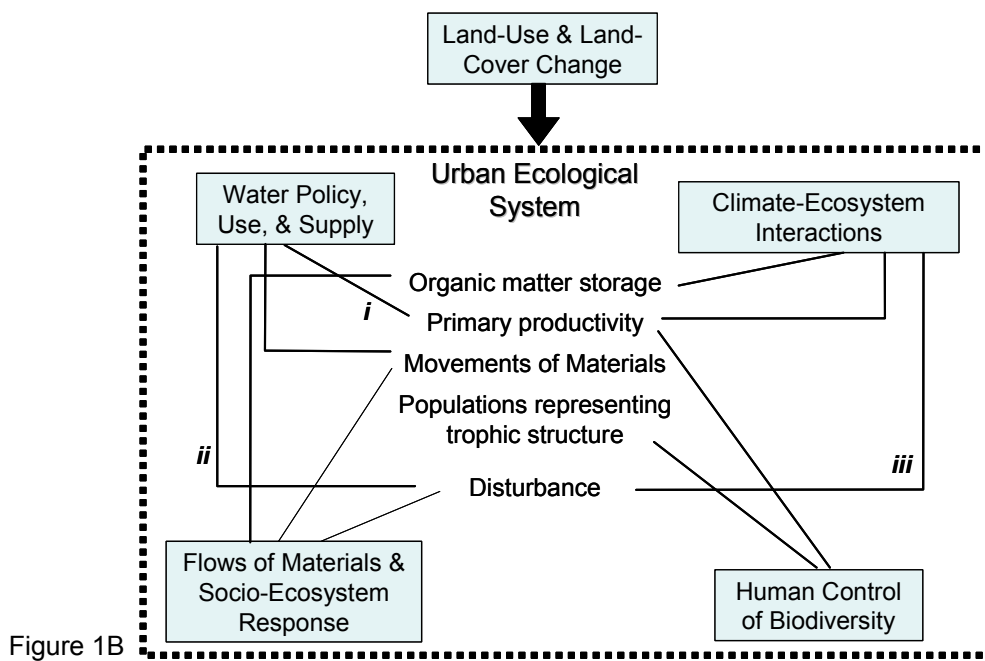 Land-Use & Land-
Cover Change
Urban Ecological
System
Water Policy,
Use, & Supply
Climate-Ecosystem
Interactions
Organic matter storage
i
Primary productivity
Movements of Materials
Populations representing
trophic structure
ii
iii
Disturbance
Flows of Materials &
Socio-Ecosystem
Response
Human Control
of Biodiversity
Figure 1B